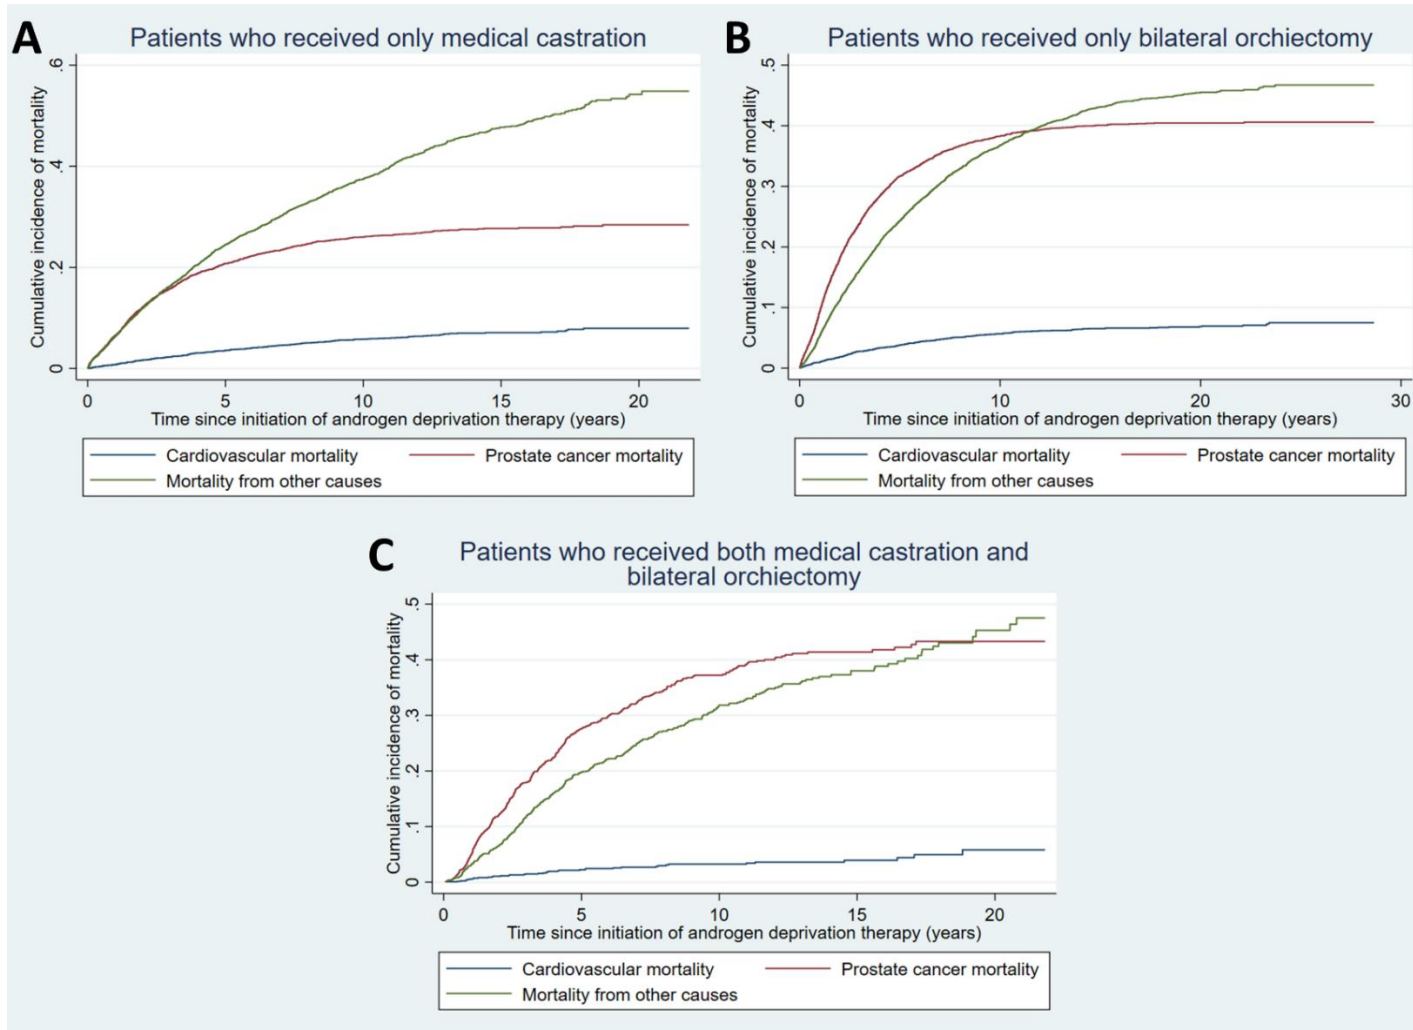 A
Patients who received only medical castration
Cumulative incidence of mortality
.6
.4
.2
0
0 5 10 15 20
Time since initiation of androgen deprivation therapy (years)
Cardiovascular mortality
Prostate cancer mortality
Mortality from other causes
B
Patients who received only bilateral orchiectomy
Cumulative incidence of mortality
.5
.4
.3
.2
.1
0
0 10 20 30
Time since initiation of androgen deprivation therapy (years)
Cardiovascular mortality
Prostate cancer mortality
Mortality from other causes
C
Patients who received both medical castration and
bilateral orchiectomy
Cumulative incidence of mortality
.5
.4
.3
.2
.1
0
0 5 10 15 20
Time since initiation of androgen deprivation therapy (years)
Cardiovascular mortality
Prostate cancer mortality
Mortality from other causes